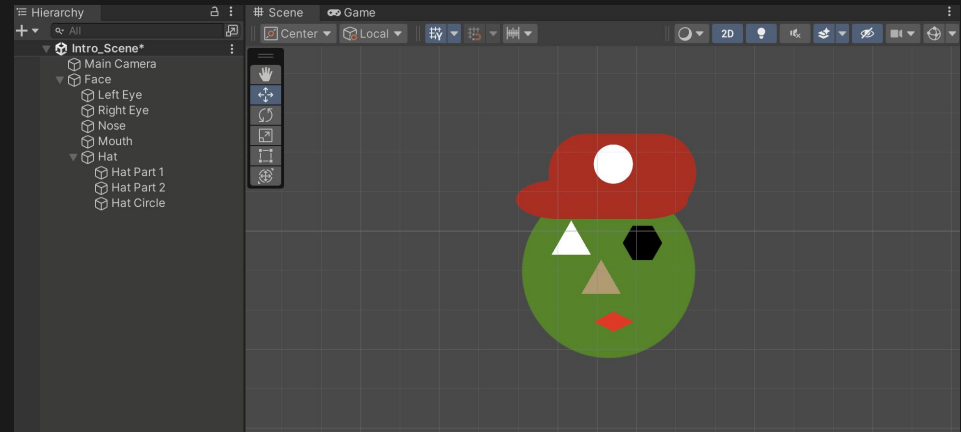 Hierarchy
Scene
Game
All
Center
Local
2D
Intro_Scene*
Main Camera
Face
Left Eye
Right Eye
Nose
Mouth
Hat
Hat Part 1
Hat Part 2
Hat Circle